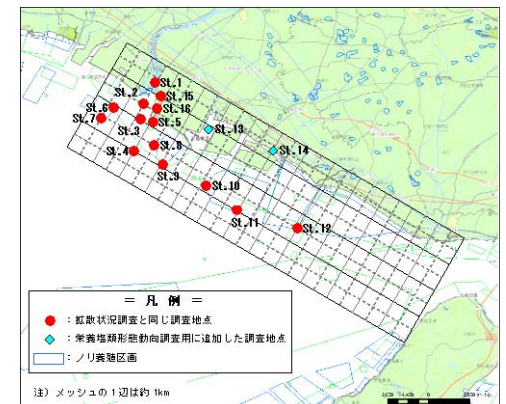 St.1
St.15
St.2
St.16
St.6
St.7
St.5
St.13
St.3
St.8
St.14
St.4
St.9
St.10
St.11
St.12
= 凡 例 =
:拡散状況調査と同じ調査地点
:栄養塩類形態動向調査用に追加した調査地点
:ノリ養殖区画
注)メッシュの1辺は約 1km